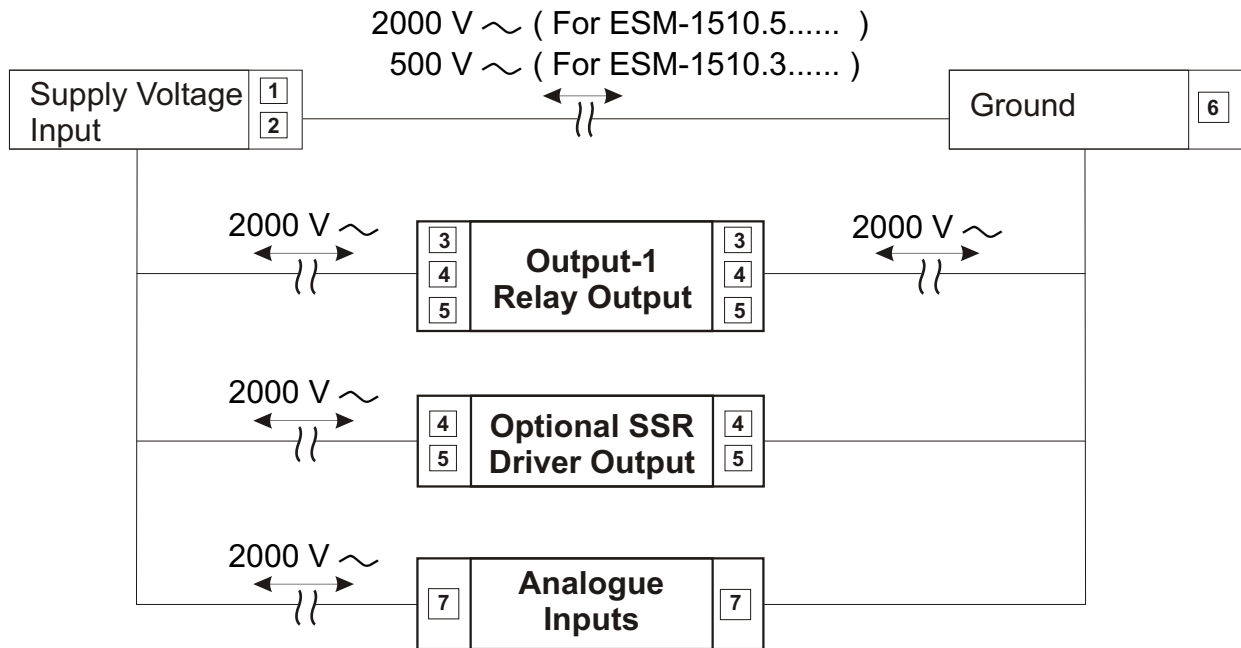 2000 V ~ ( For ESM-1510.5...... )
500 V ~ ( For ESM-1510.3...... )
Supply Voltage 1
Input 2
Ground 6
2000 V ~
2000 V ~
3 Output-1 3
4 Relay Output 4
5 5
2000 V ~
4 Optional SSR 4
5 Driver Output 5
2000 V ~
7 Analogue 7
Inputs